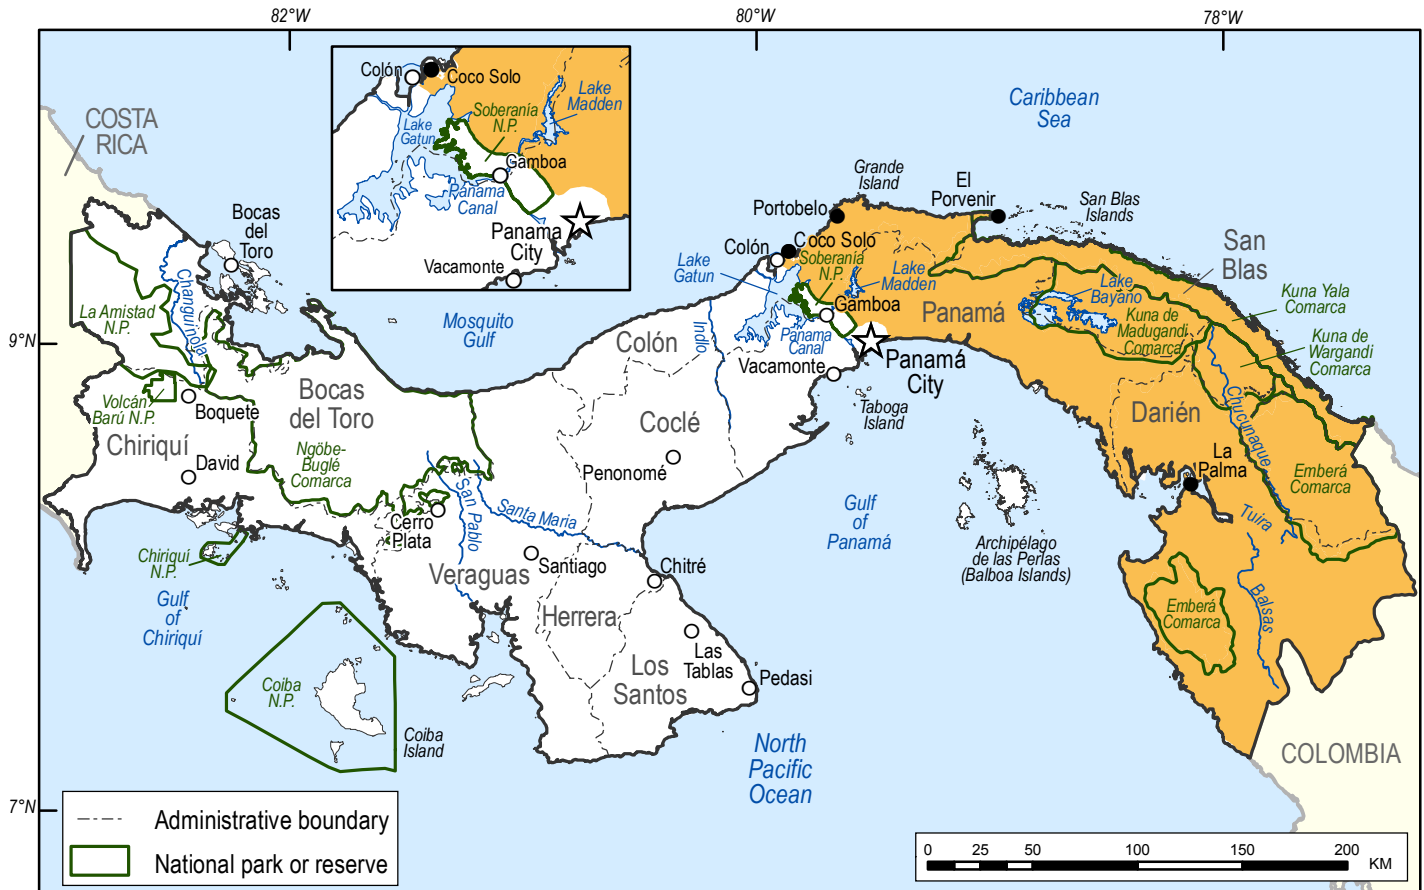 82°W
80°W
78°W
9°N
7°N
COSTA
RICA
Colón
Coco Solo
Lake
Madden
Lake
Gatun
Soberanía
N.P.
Gamboa
Panama
Canal
Panama
City
Vacamonte
Caribbean
Sea
Grande
Island
El
Porvenir
San Blas
Islands
Portobelo
Bocas
del
Toro
Colón
Coco Solo
Soberanía
N.P.
Lake
Gatun
Lake
Madden
San
Blas
Changuinola
La Amistad
N.P.
Gamboa
Panamá
Lake
Bayano
Kuna Yala
Comarca
Kuna de
Madugandi
Comarca
Kuna de
Wargandi
Comarca
Mosquito
Gulf
Indio
Colón
Panama
Canal
Panamá
City
Vacamonte
Volcán
Barú N.P.
Boquete
Bocas
del Toro
Taboga
Island
Chucunaque
Darién
Chiriquí
Coclé
David
Ngöbe-
Buglé
Comarca
Penonomé
La
Palma
Emberá
Comarca
San Pablo
Santa Maria
Cerro
Plata
Gulf
of
Panamá
Tuira
Archipélago
de las Perlas
(Balboa Islands)
Chiriquí
N.P.
Veraguas
Santiago
Chitré
Balsas
Gulf
of
Chiriquí
Herrera
Emberá
Comarca
Las
Tablas
Los
Santos
Pedasi
Coiba
N.P.
Coiba
Island
North
Pacific
Ocean
COLOMBIA
Administrative boundary
National park or reserve
0 25 50 100 150 200
KM